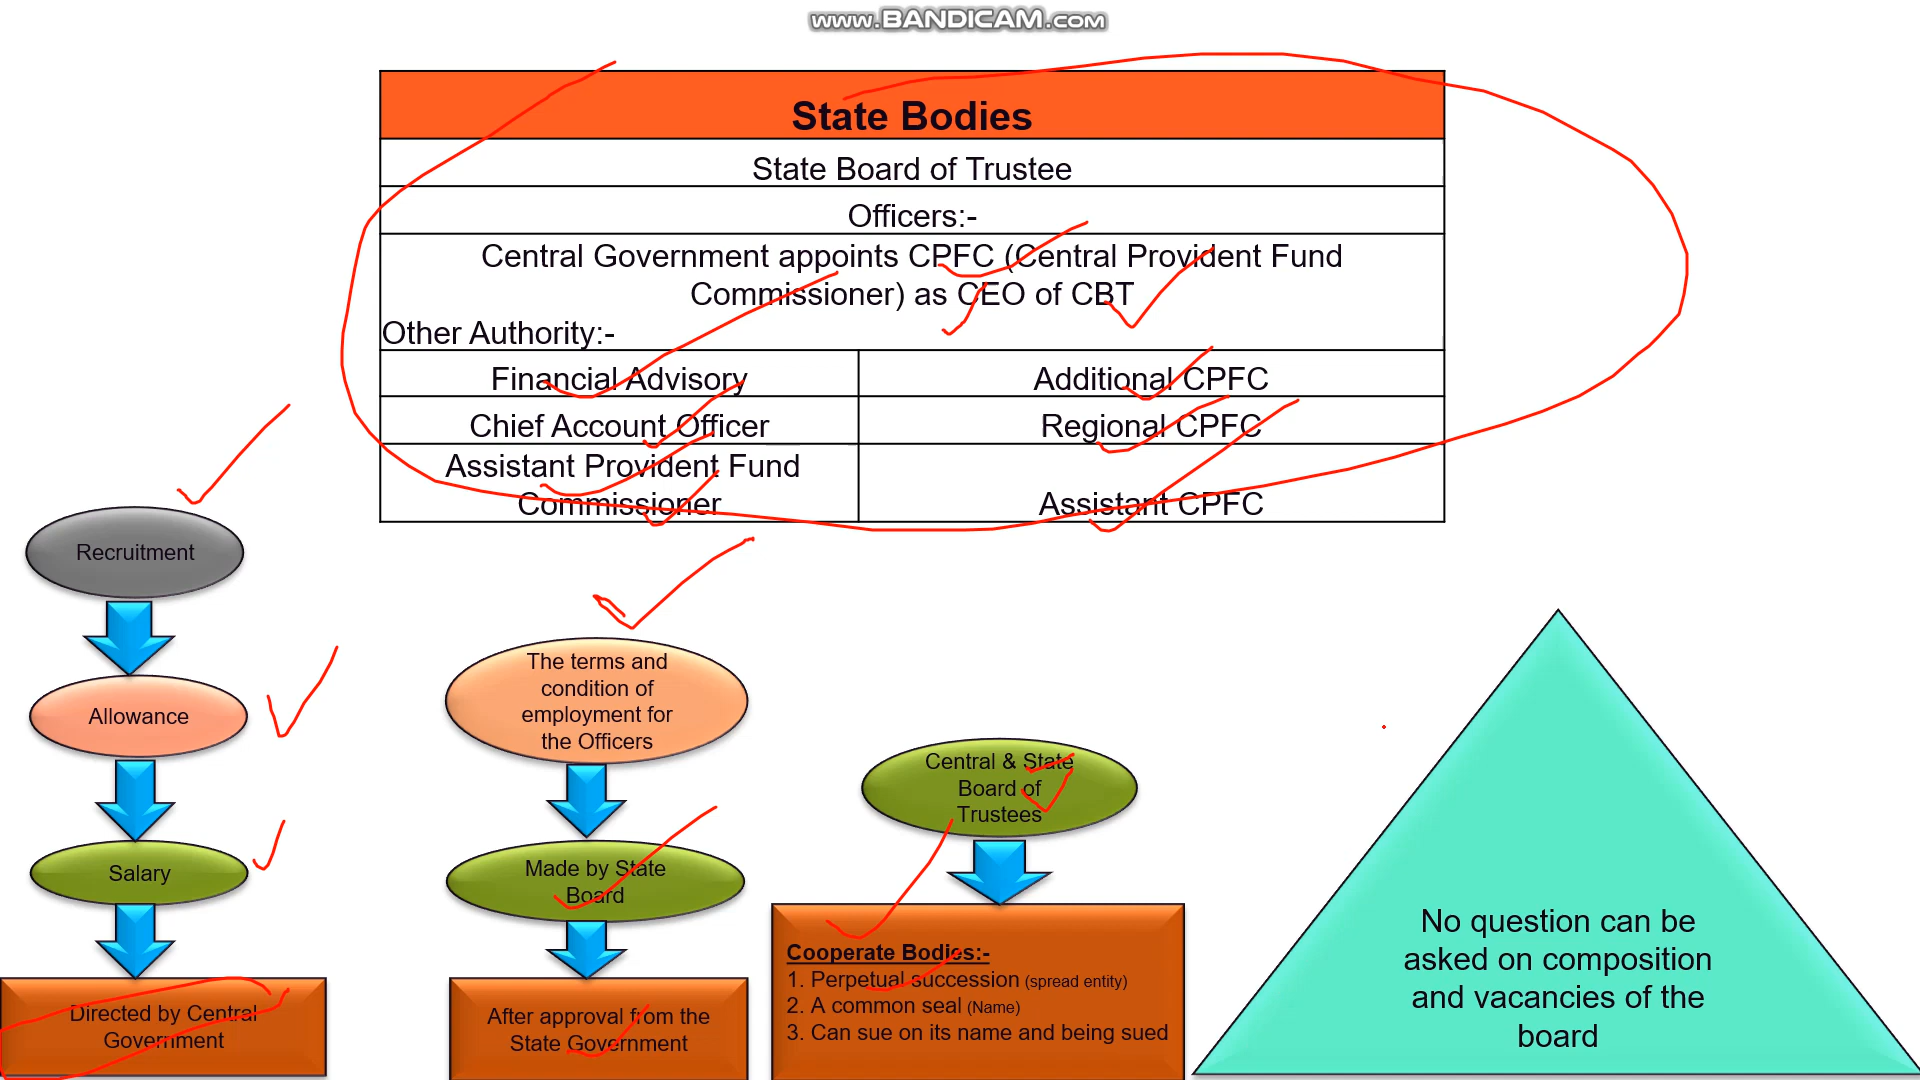 www.BANDICAM.com
State Bodies
State Board of Trustee
Officers:-
Central Government appoints CPFC (Central Provident Fund
Commissioner) as CEO of CBT
Other Authority:-
Financial Advisory
Additional CPFC
Chief Account Officer
Regional CPFC
Assistant Provident Fund
Commissioner
Assistant CPFC
Recruitment
Allowance
Salary
Directed by Central
Government
The terms and
condition of
employment for
the Officers
Made by State
Board
After approval from the
State Government
Central & State
Board of
Trustees
Cooperate Bodies:-
1. Perpetual succession (spread entity)
2. A common seal (Name)
3. Can sue on its name and being sued
No question can be
asked on composition
and vacancies of the
board